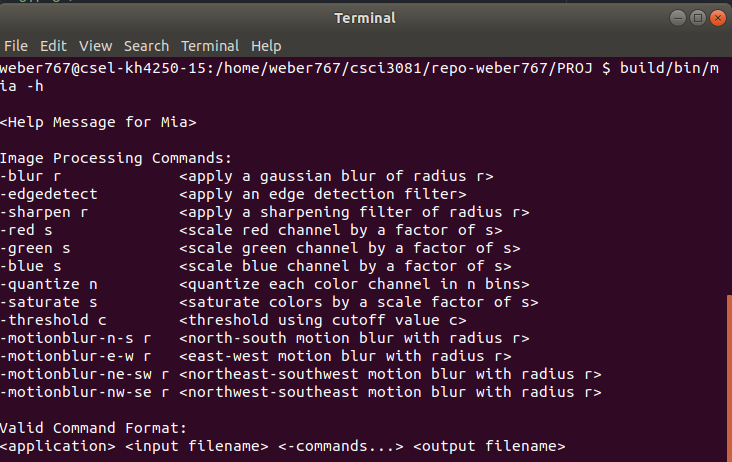 Terminal
File Edit View Search Terminal Help
weber767@csel-kh4250-15:/home/weber767/csci3081/repo-weber767/PROJ $ build/bin/m
ia -h
<Help Message for Mia>
Image Processing Commands:
-blur r <apply a gaussian blur of radius r>
-edgedetect <apply an edge detection filter>
-sharpen r <apply a sharpening filter of radius r>
-red s <scale red channel by a factor of s>
-green s <scale green channel by a factor of s>
-blue s <scale blue channel by a factor of s>
-quantize n <quantize each color channel in n bins>
-saturate s <saturate colors by a scale factor of s>
-threshold c <threshold using cutoff value c>
-motionblur-n-s r <north-south motion blur with radius r>
-motionblur-e-w r <east-west motion blur with radius r>
-motionblur-ne-sw r <northeast-southwest motion blur with radius r>
-motionblur-nw-se r <northwest-southeast motion blur with radius r>
Valid Command Format:
<application> <input filename> <-commands...> <output filename>